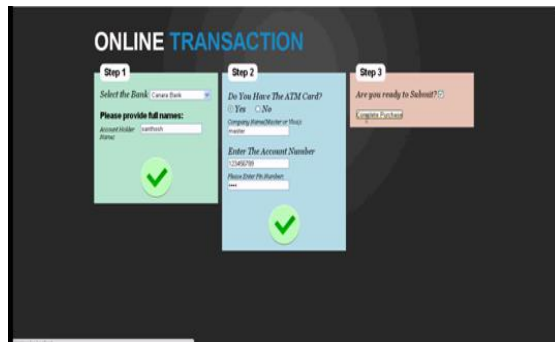 ONLINE TRANSACTION
Step 1
Select the Bank Canara Bank
Please provide full names:
Account Holder Name: santhosh
Step 2
Do You Have The ATM Card?
Yes No
Company Name(Master or Visa):
master
Enter The Account Number
123456789
Please Enter Pin Number:
••••
Step 3
Are you ready to Submit?
Complete Purchase